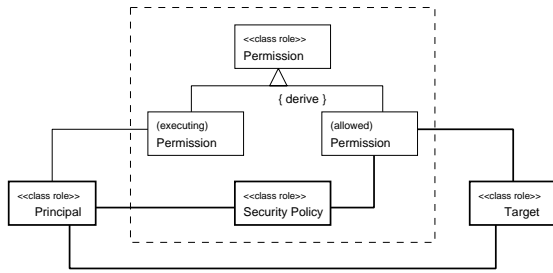 <<class role>>
Permission
{ derive }
(executing)
Permission
(allowed)
Permission
<<class role>>
Principal
<<class role>>
Security Policy
<<class role>>
Target